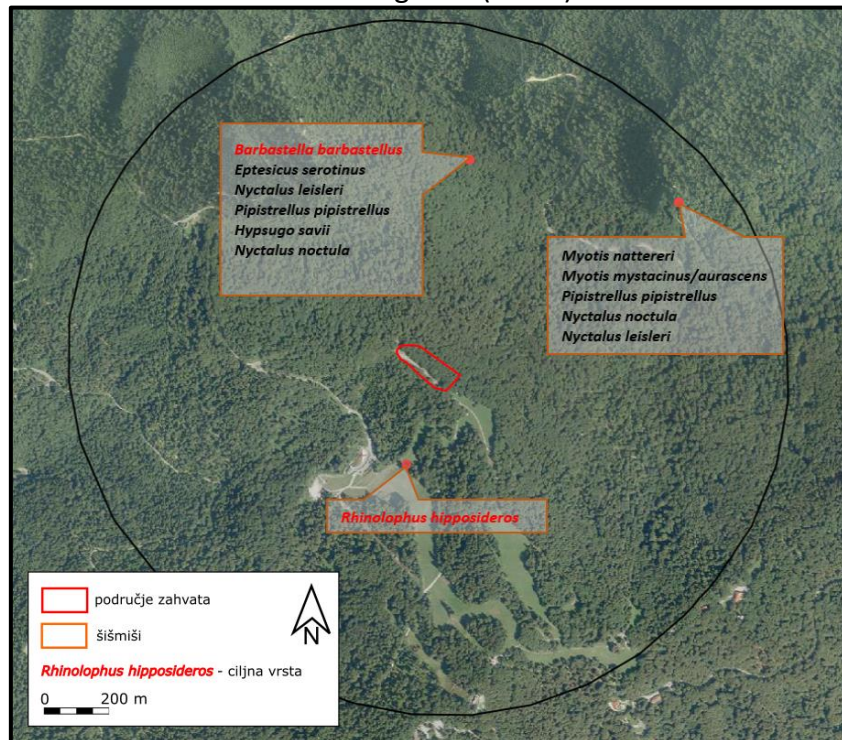 Barbastella barbastellus
Eptesicus serotinus
Nyctalus leisleri
Pipistrellus pipistrellus
Hypsugo savii
Nyctalus noctula
Myotis nattereri
Myotis mystacinus/aurascens
Pipistrellus pipistrellus
Nyctalus noctula
Nyctalus leisleri
Rhinolophus hipposideros
područje zahvata
šišmiši
N
Rhinolophus hipposideros - ciljna vrsta
0 200 m